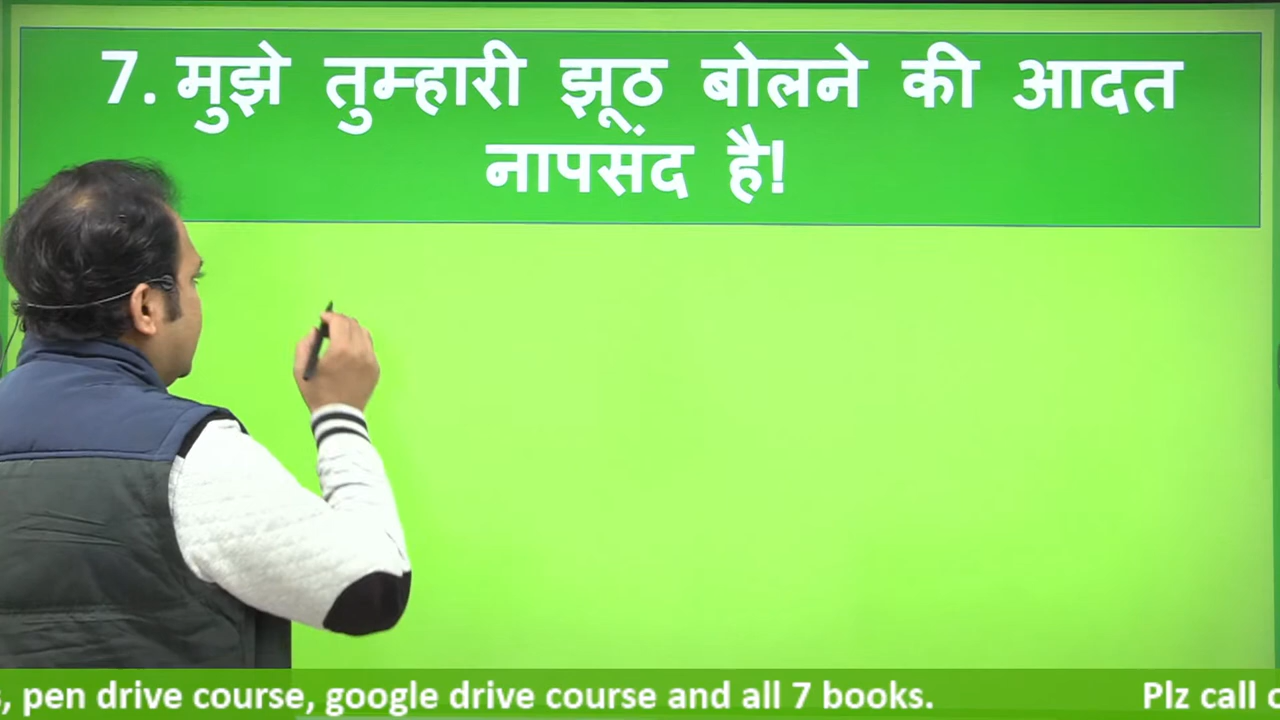 7. मुझे तुम्हारी झूठ बोलने की आदत
नापसंद है!
, pen drive course, google drive course and all 7 books. Plz call